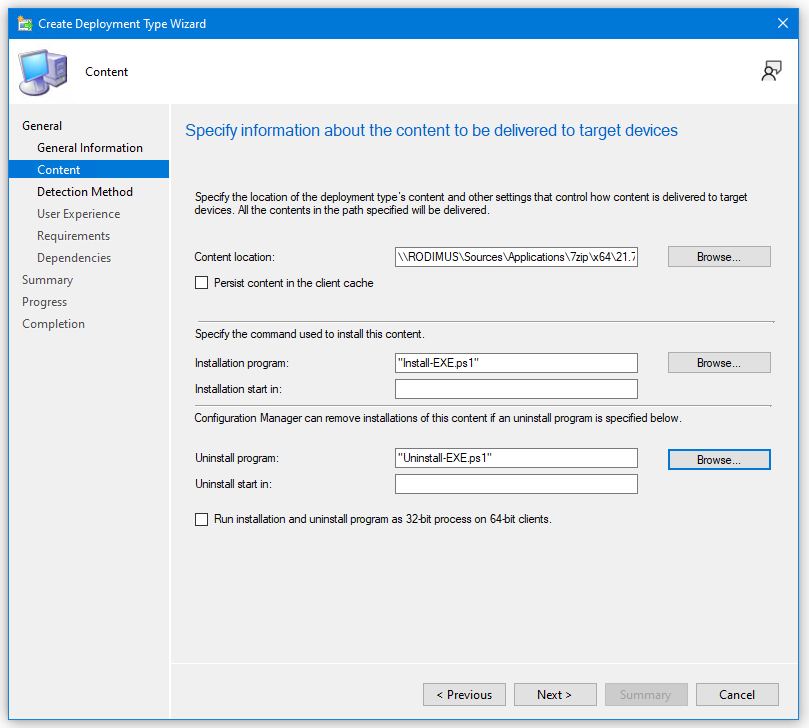 Create Deployment Type Wizard
Content
General
General Information
Content
Detection Method
User Experience
Requirements
Dependencies
Summary
Progress
Completion
Specify information about the content to be delivered to target devices
Specify the location of the deployment type's content and other settings that control how content is delivered to target
devices. All the contents in the path specified will be delivered.
Content location: \\RODIMUS\Sources\Applications\7zip\x64\21.7 Browse...
Persist content in the client cache
Specify the command used to install this content.
Installation program: "Install-EXE.ps1" Browse...
Installation start in:
Configuration Manager can remove installations of this content if an uninstall program is specified below.
Uninstall program: "Uninstall-EXE.ps1" Browse...
Uninstall start in:
Run installation and uninstall program as 32-bit process on 64-bit clients.
< Previous Next > Summary Cancel